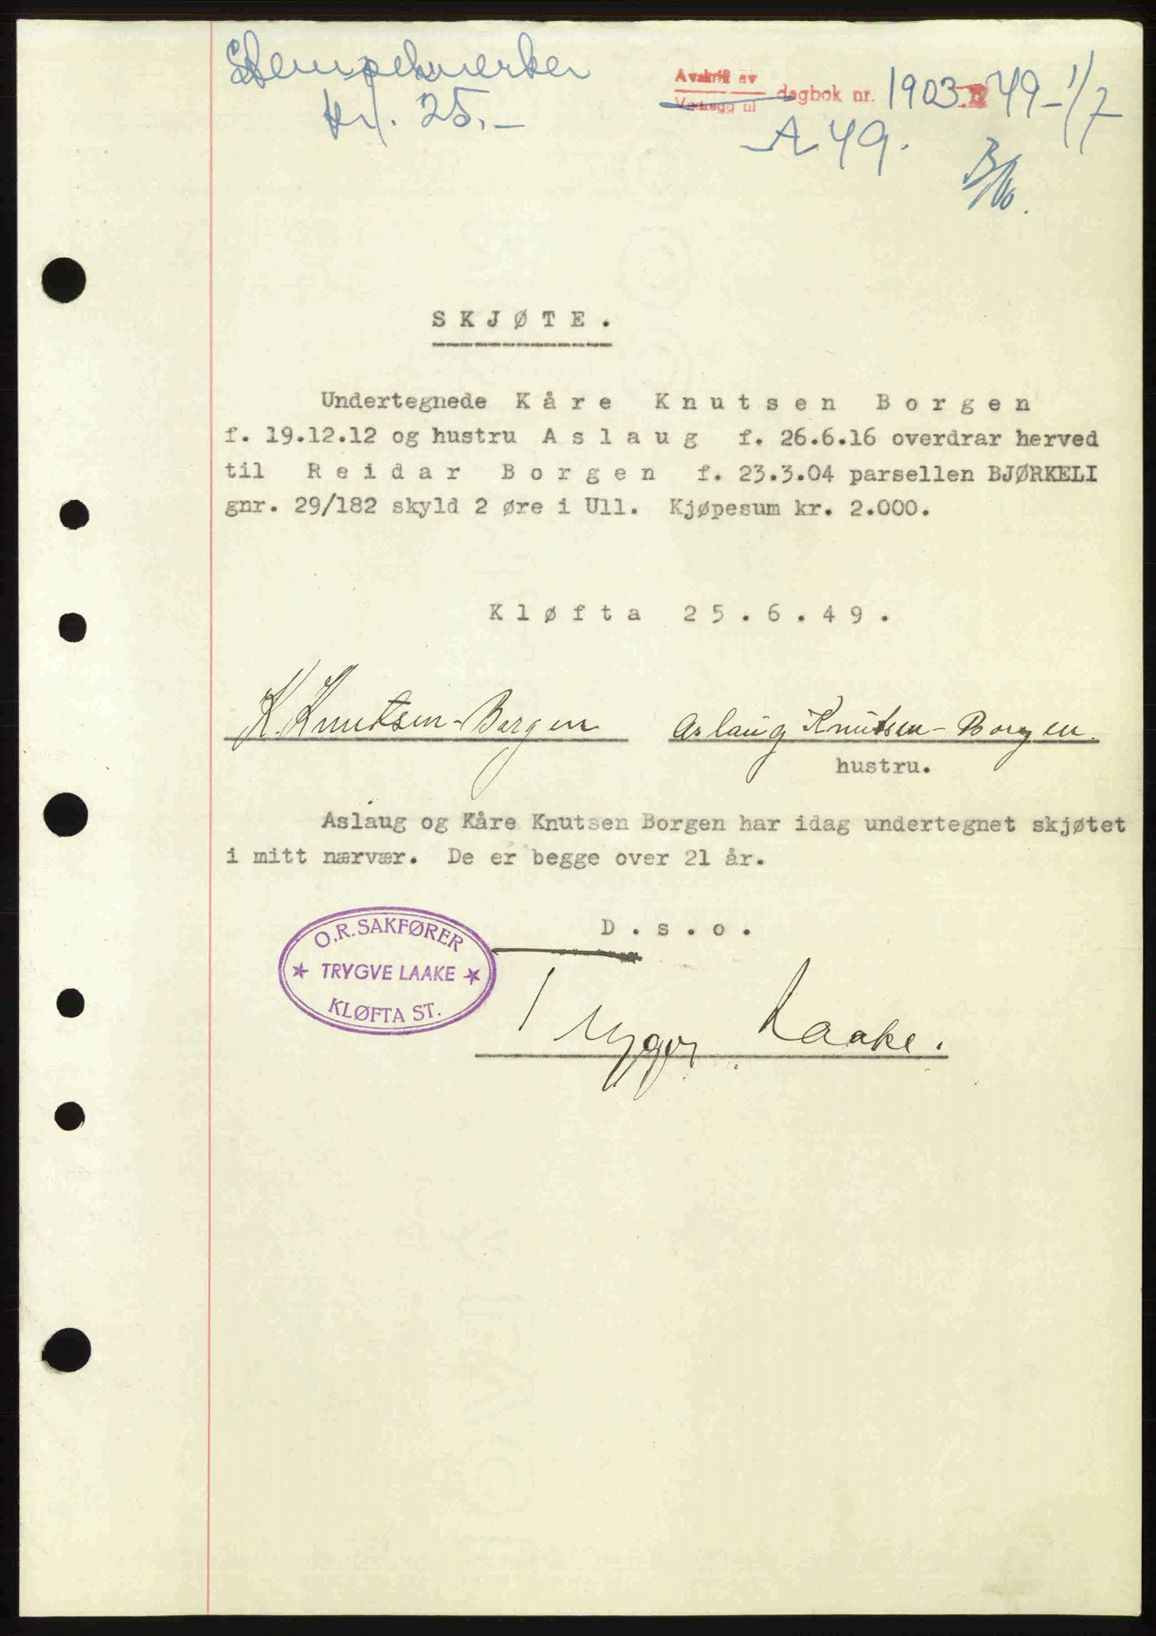 Stempelmerker
kr. 25.-
Avskrift av
Vedlegg til dagbok nr. 1903 49-1/7
A 49.
SKJØTE.
Undertegnede Kåre Knutsen Borgen
f. 19.12.12 og hustru Aslaug f. 26.6.16 overdrar herved
til Reidar Borgen f. 23.3.04 parsellen BJØRKELI
gnr. 29/182 skyld 2 øre i Ull. Kjøpesum kr. 2.000.
Kløfta 25.6.49.
K. Knutsen-Borgen Aslaug Knutsen-Borgen.
hustru.
Aslaug og Kåre Knutsen Borgen har idag undertegnet skjøtet
i mitt nærvær. De er begge over 21 år.
D.s.o.
O.R. SAKFØRER
* TRYGVE LAAKE *
KLØFTA ST.
Trygve Laake.